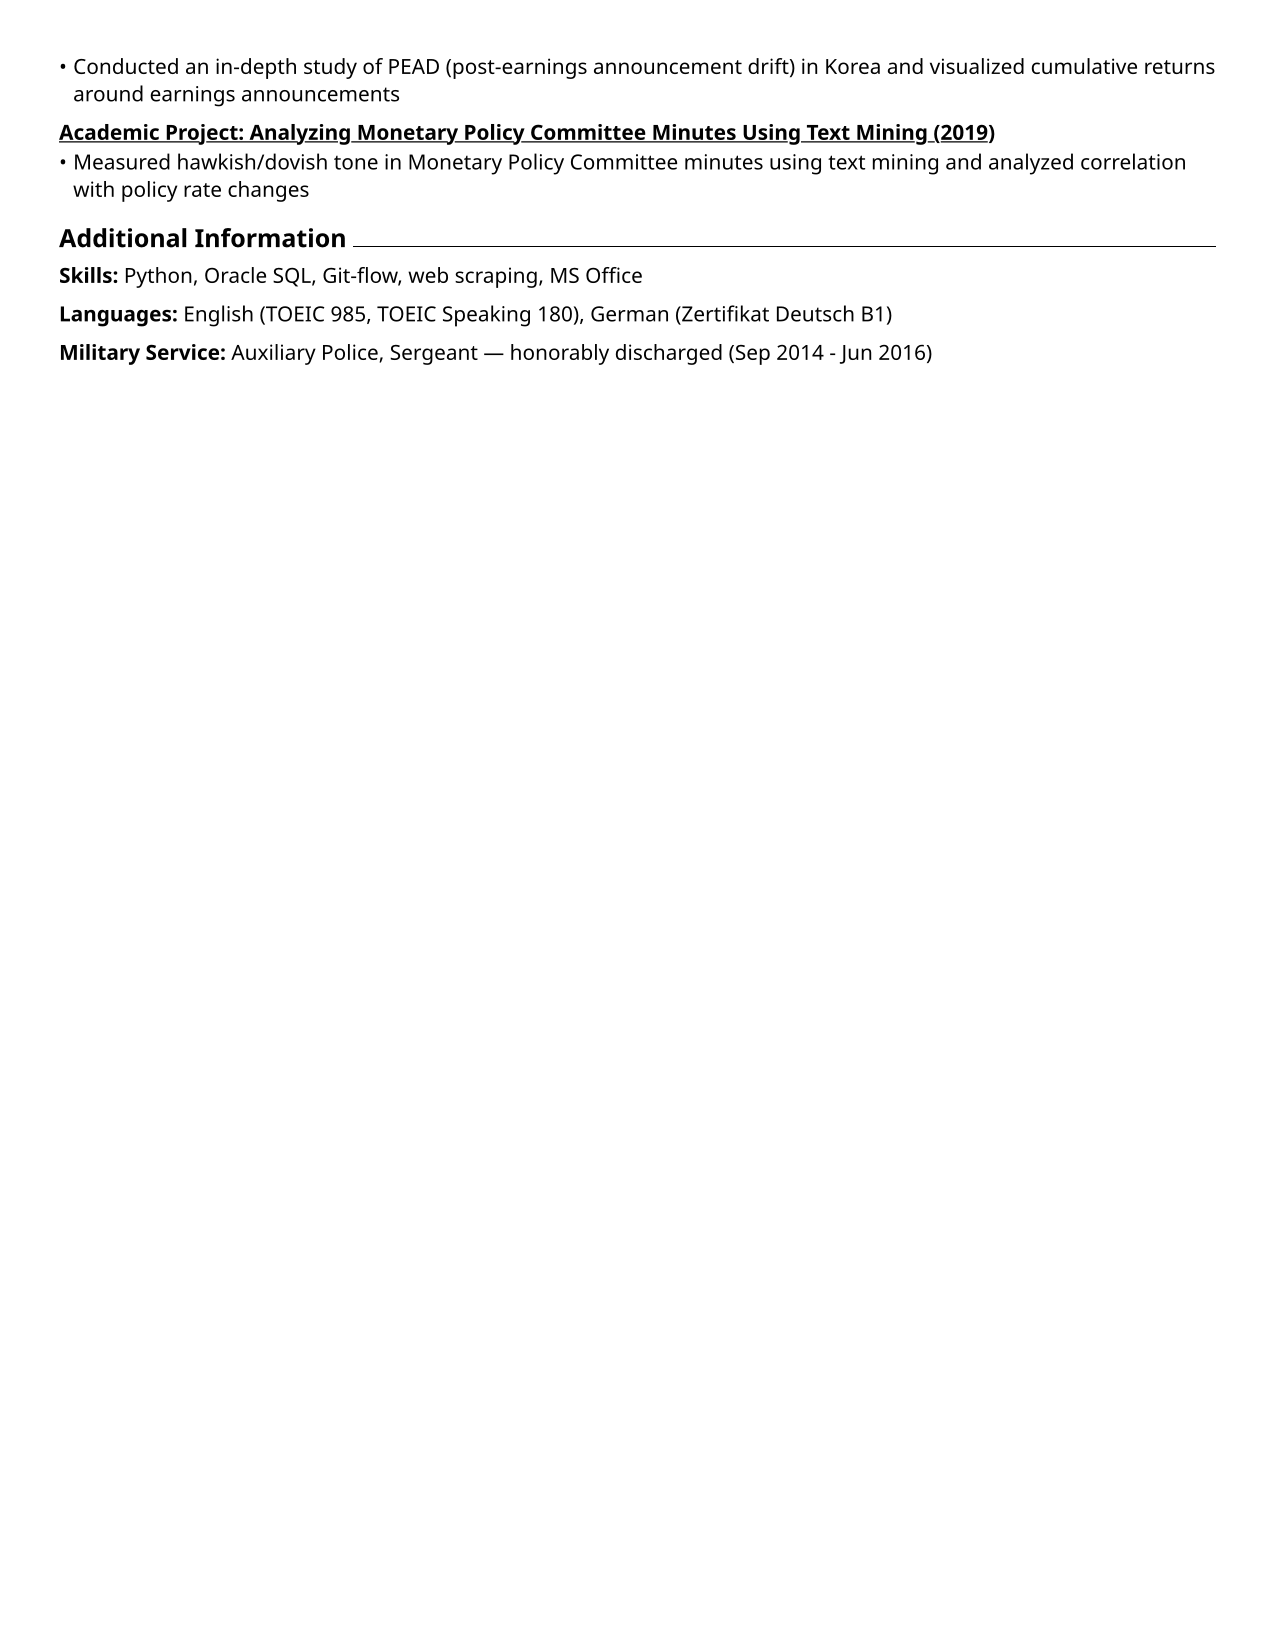 • Conducted an in-depth study of PEAD (post-earnings announcement drift) in Korea and visualized cumulative returns
around earnings announcements
Academic Project: Analyzing Monetary Policy Committee Minutes Using Text Mining (2019)
• Measured hawkish/dovish tone in Monetary Policy Committee minutes using text mining and analyzed correlation
with policy rate changes
Additional Information
Skills: Python, Oracle SQL, Git-flow, web scraping, MS Office
Languages: English (TOEIC 985, TOEIC Speaking 180), German (Zertifikat Deutsch B1)
Military Service: Auxiliary Police, Sergeant — honorably discharged (Sep 2014 - Jun 2016)